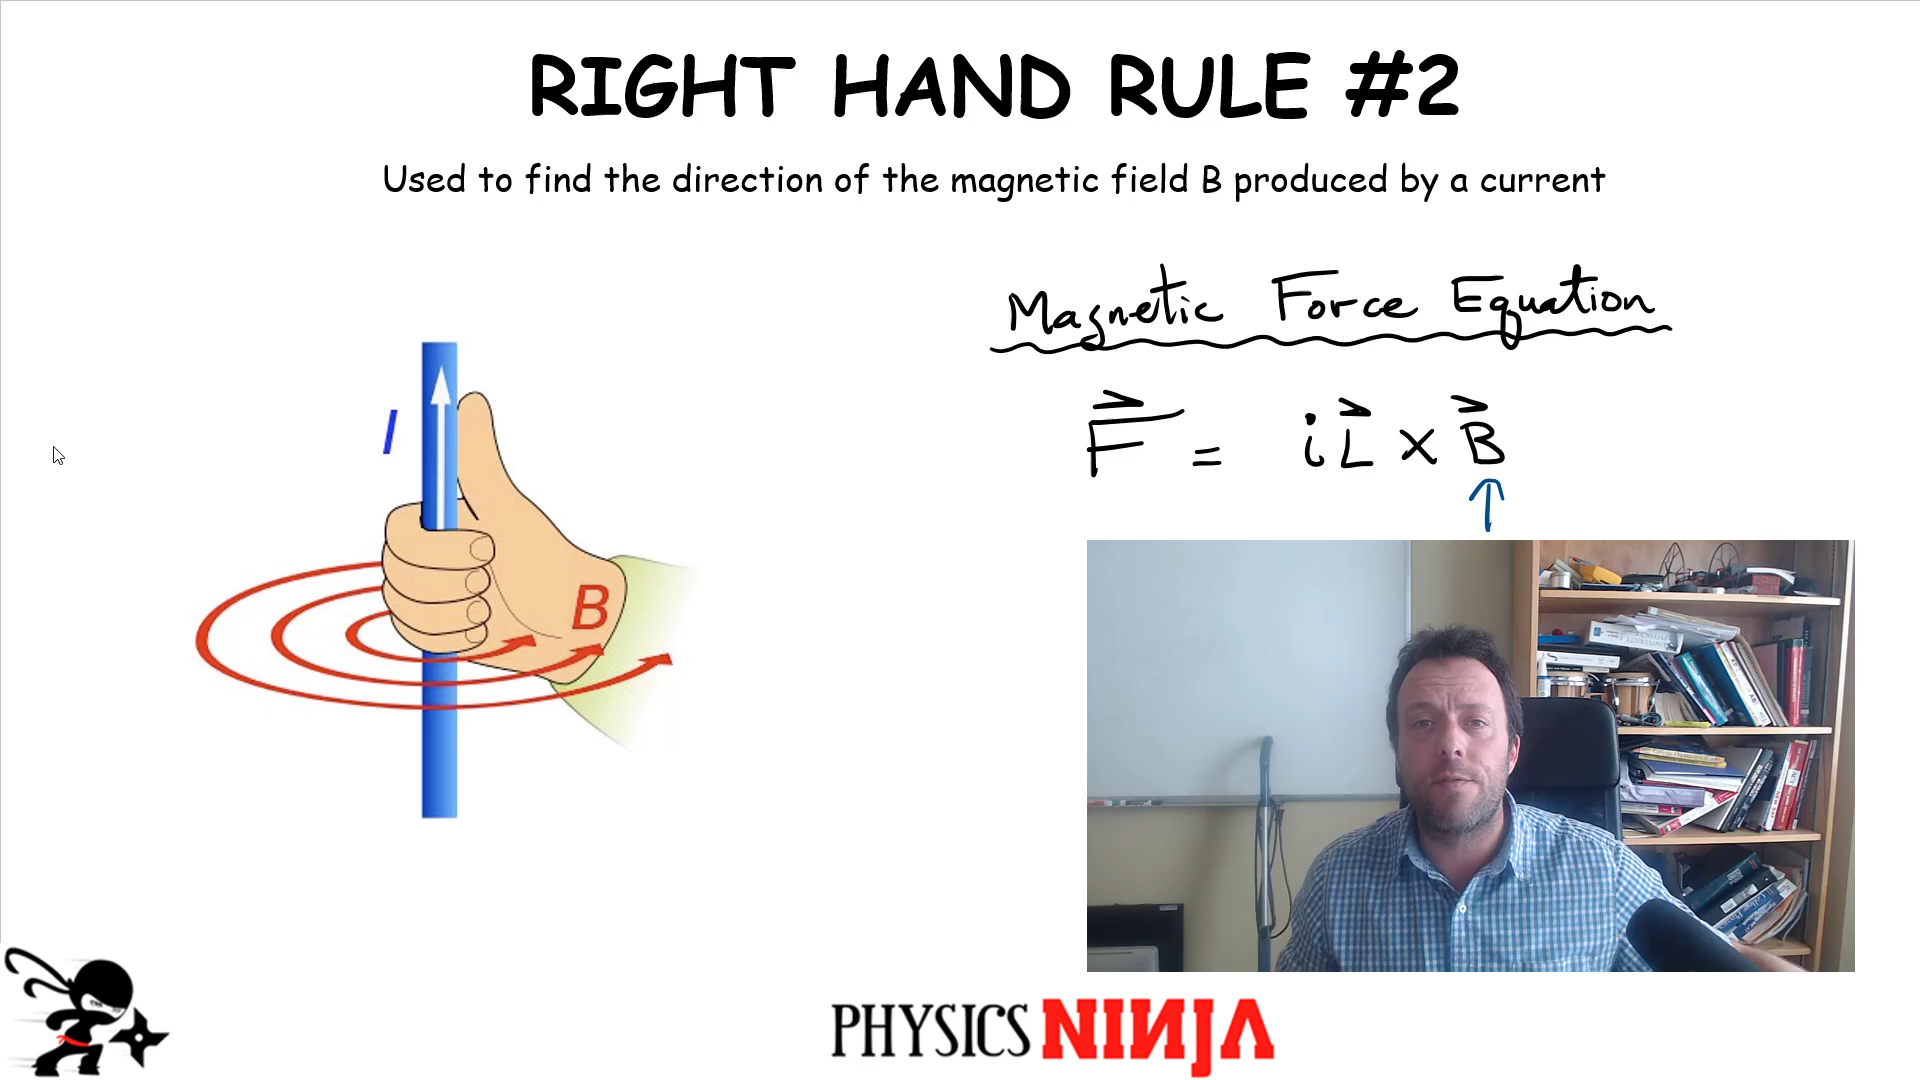 RIGHT HAND RULE #2
Used to find the direction of the magnetic field B produced by a current
Magnetic Force Equation
F⃗ = i L⃗ × B⃗
I
B
PHYSICS NINJA